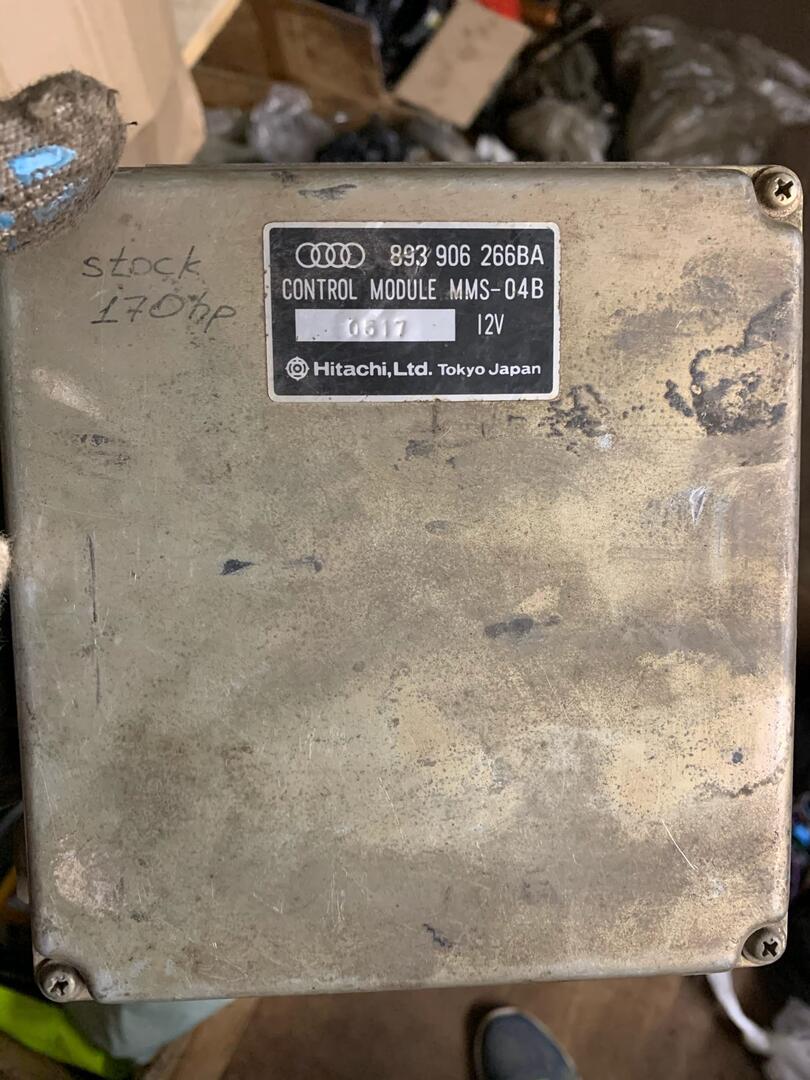 stock
170hp
893 906 266BA
CONTROL MODULE MMS-04B
0617 12V
Hitachi,Ltd. Tokyo Japan